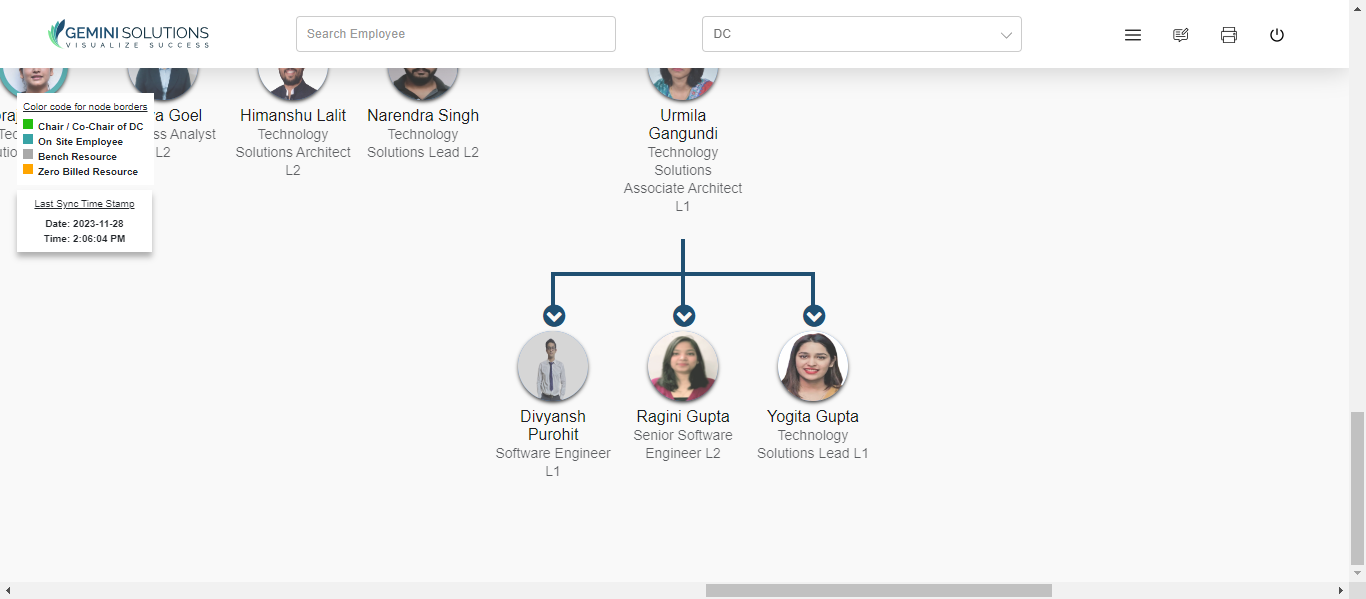 GEMINI SOLUTIONS
VISUALIZE SUCCESS
Search Employee
DC
Color code for node borders
Chair / Co-Chair of DC
On Site Employee
Bench Resource
Zero Billed Resource
Last Sync Time Stamp
Date: 2023-11-28
Time: 2:06:04 PM
Goel
Analyst
L2
Himanshu Lalit
Technology
Solutions Architect
L2
Narendra Singh
Technology
Solutions Lead L2
Urmila
Gangundi
Technology
Solutions
Associate Architect
L1
Divyansh
Purohit
Software Engineer
L1
Ragini Gupta
Senior Software
Engineer L2
Yogita Gupta
Technology
Solutions Lead L1